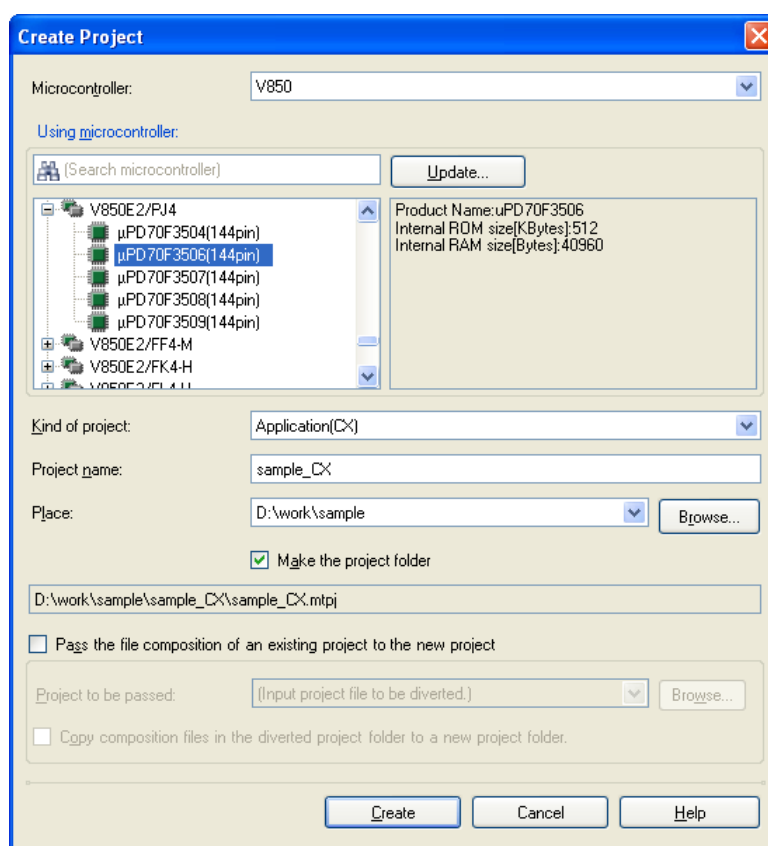 Create Project
Microcontroller:
V850
Using microcontroller:
(Search microcontroller)
Update...
V850E2/PJ4
µPD70F3504(144pin)
µPD70F3506(144pin)
µPD70F3507(144pin)
µPD70F3508(144pin)
µPD70F3509(144pin)
V850E2/FF4-M
V850E2/FK4-H
Product Name:uPD70F3506
Internal ROM size[KBytes]:512
Internal RAM size[Bytes]:40960
Kind of project:
Application(CX)
Project name:
sample_CX
Place:
D:\work\sample
Browse...
Make the project folder
D:\work\sample\sample_CX\sample_CX.mtpj
Pass the file composition of an existing project to the new project
Project to be passed:
(Input project file to be diverted.)
Browse...
Copy composition files in the diverted project folder to a new project folder.
Create
Cancel
Help